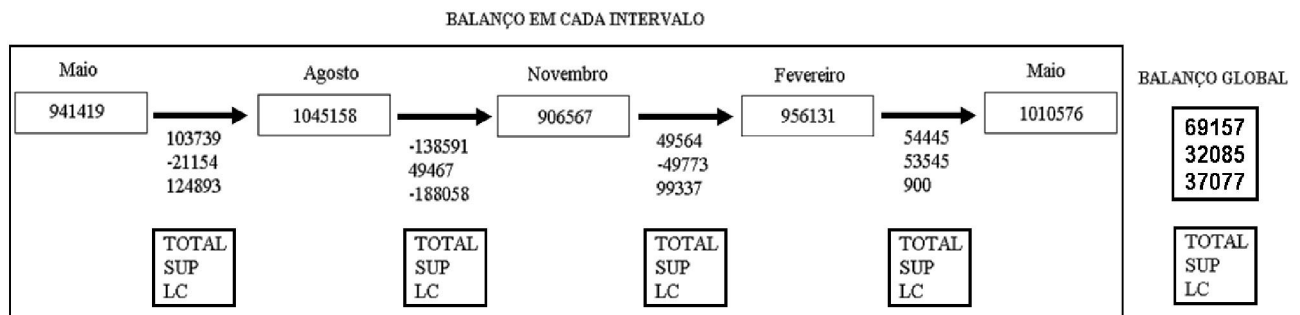 BALANÇO EM CADA INTERVALO
Maio
Agosto
Novembro
Fevereiro
Maio
941419
1045158
906567
956131
1010576
103739
-21154
124893
-138591
49467
-188058
49564
-49773
99337
54445
53545
900
TOTAL
SUP
LC
TOTAL
SUP
LC
TOTAL
SUP
LC
TOTAL
SUP
LC
BALANÇO GLOBAL
69157
32085
37077
TOTAL
SUP
LC